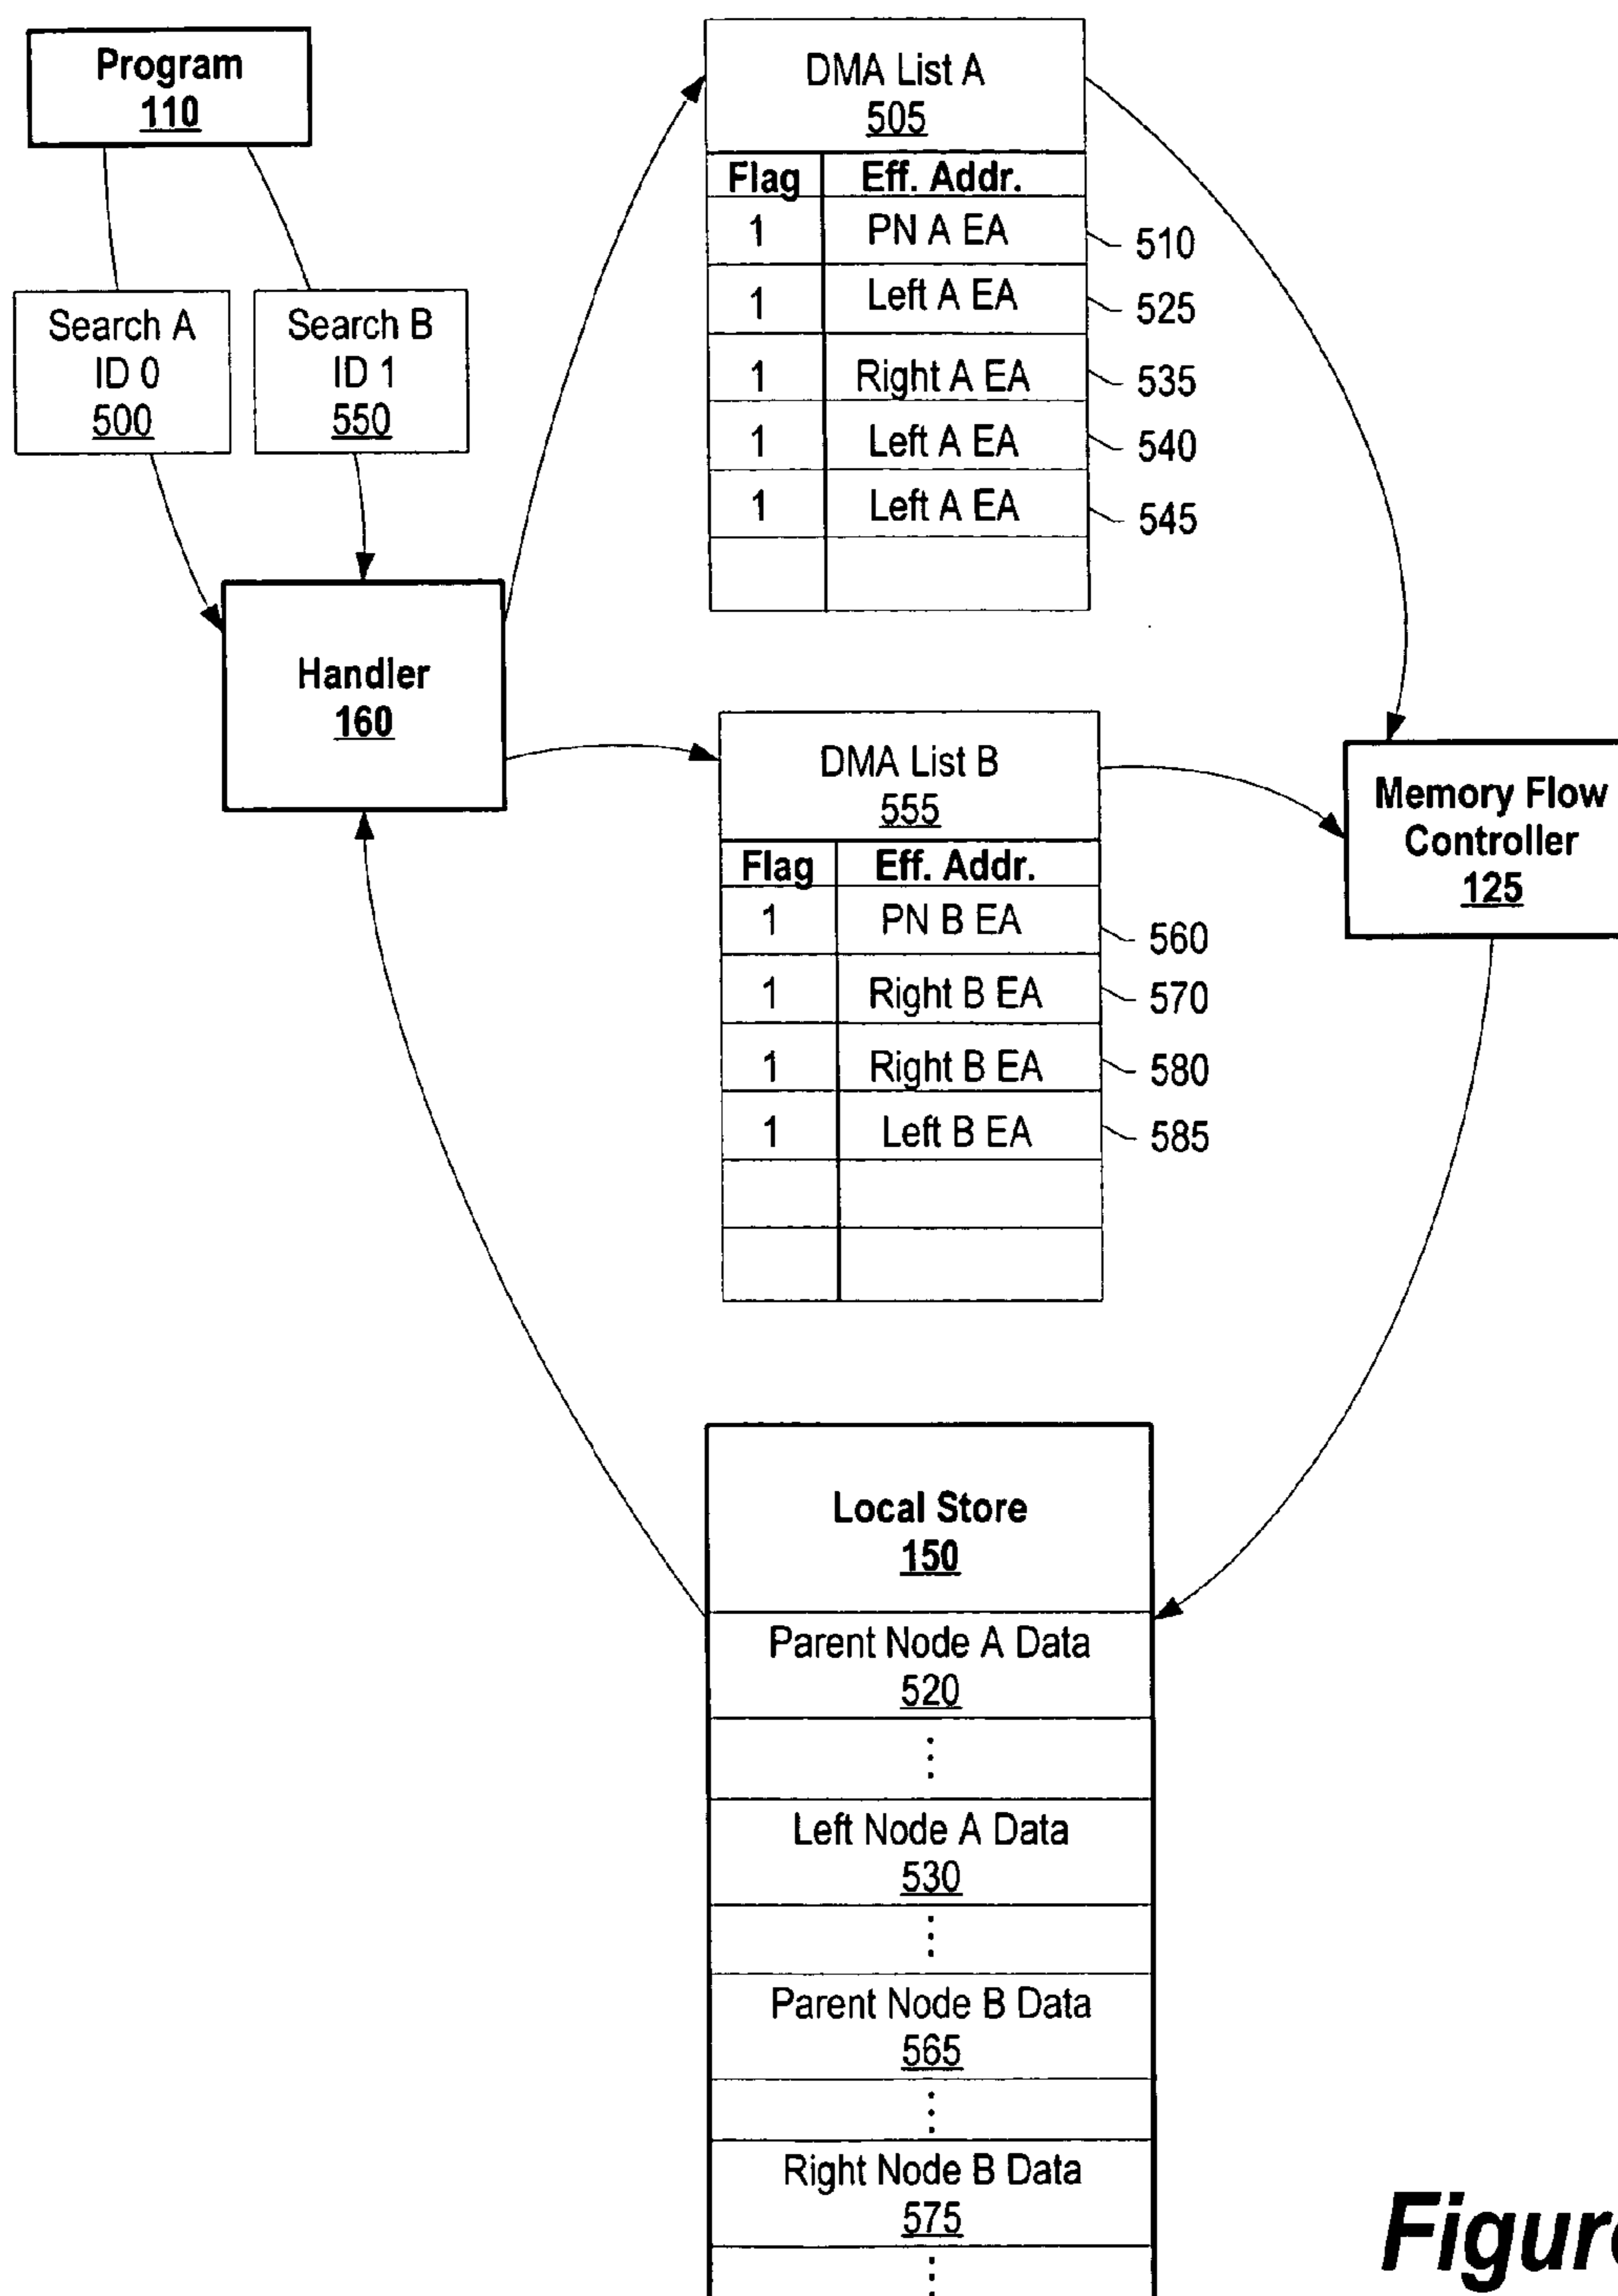 Program
110
Search A
ID 0
500
Search B
ID 1
550
Handler
160
DMA List A
505
Flag Eff. Addr.
1 PN A EA 510
1 Left A EA 525
1 Right A EA 535
1 Left A EA 540
1 Left A EA 545
DMA List B
555
Flag Eff. Addr.
1 PN B EA 560
1 Right B EA 570
1 Right B EA 580
1 Left B EA 585
Memory Flow
Controller
125
Local Store
150
Parent Node A Data
520
Left Node A Data
530
Parent Node B Data
565
Right Node B Data
575